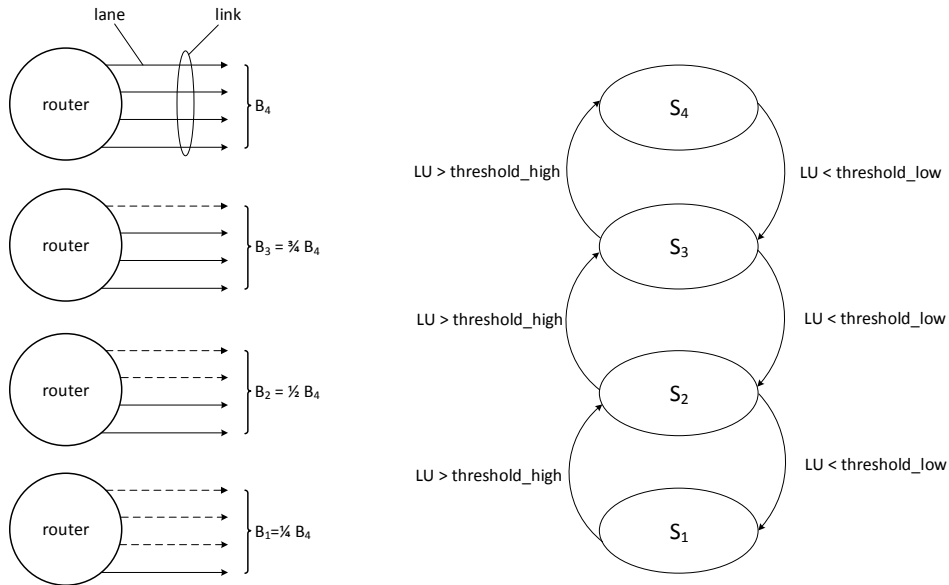 lane
link
router
B₄
router
B₃ = ¾ B₄
router
B₂ = ½ B₄
router
B₁=¼ B₄
S₄
LU > threshold_high
LU < threshold_low
S₃
LU > threshold_high
LU < threshold_low
S₂
LU > threshold_high
LU < threshold_low
S₁